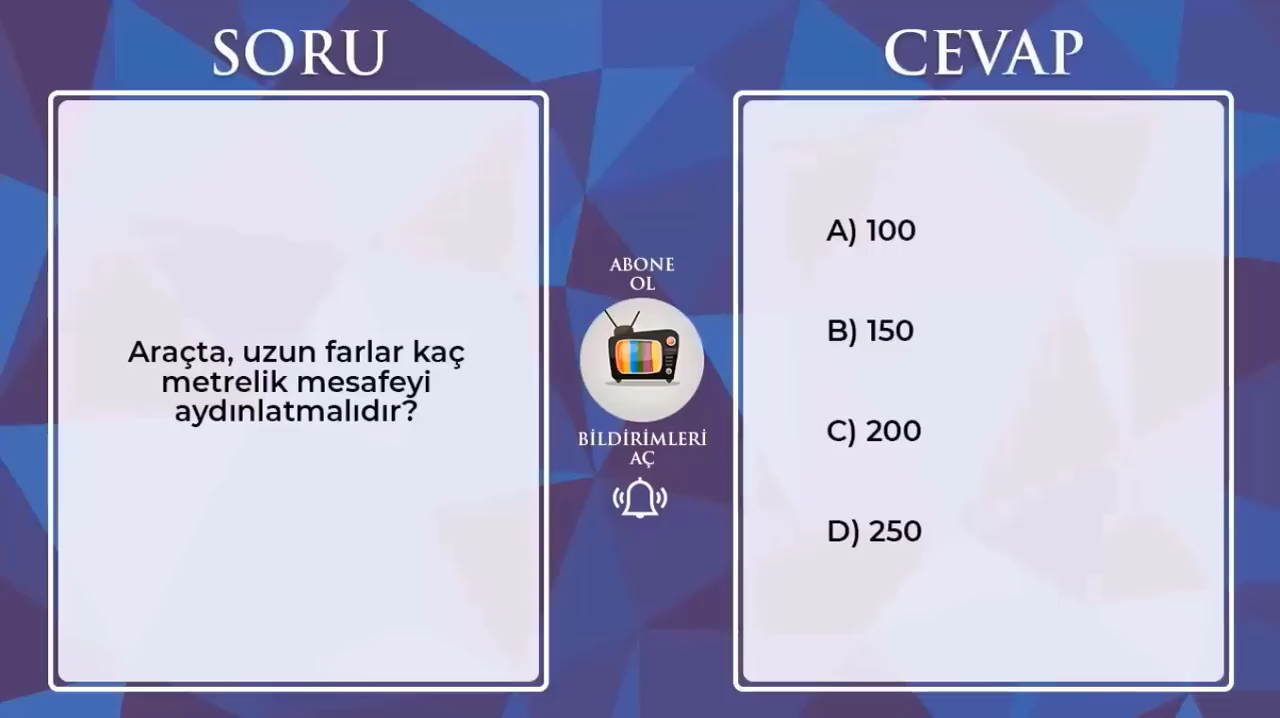 SORU
Araçta, uzun farlar kaç
metrelik mesafeyi
aydınlatmalıdır?
ABONE
OL
BİLDİRİMLERİ
AÇ
CEVAP
A) 100
B) 150
C) 200
D) 250